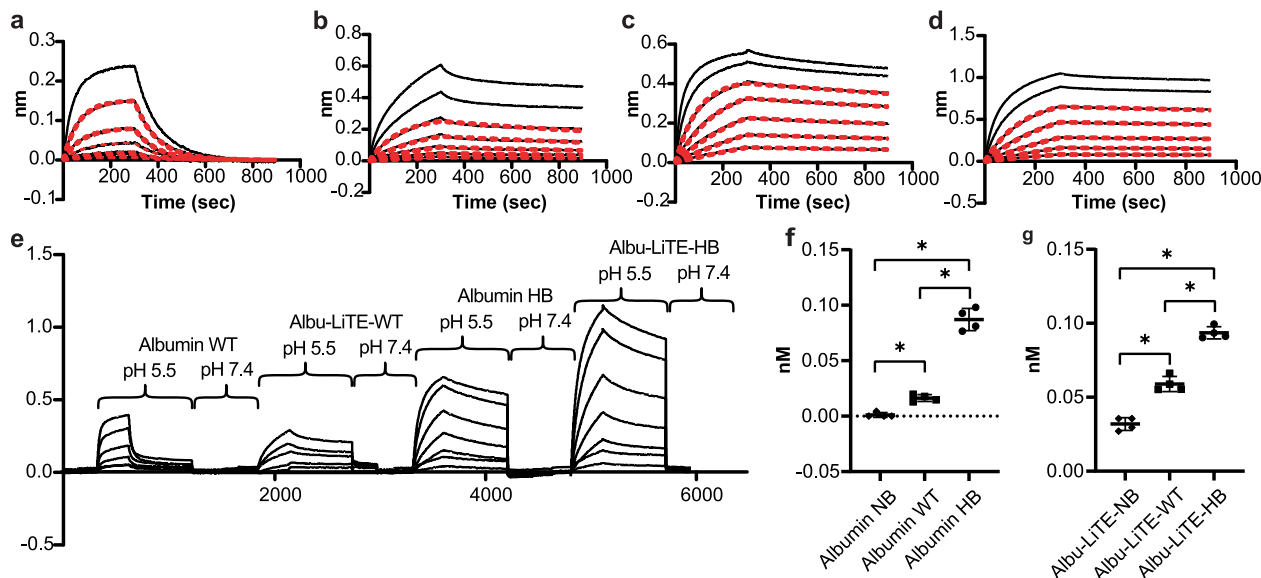 a
0.3
0.2
0.1
0.0
-0.1
nm
200 400 600 800 1000
Time (sec)
b
0.8
0.6
0.4
0.2
0.0
-0.2
nm
200 400 600 800 1000
Time (sec)
c
0.6
0.4
0.2
0.0
-0.2
nm
200 400 600 800 1000
Time (sec)
d
1.5
1.0
0.5
0.0
-0.5
nm
200 400 600 800 1000
Time (sec)
e
1.5
1.0
0.5
0.0
-0.5
2000 4000 6000
Albumin WT
pH 5.5 pH 7.4
Albu-LiTE-WT
pH 5.5 pH 7.4
Albumin HB
pH 5.5 pH 7.4
Albu-LiTE-HB
pH 5.5 pH 7.4
f
0.15
0.10
0.05
0.00
-0.05
nM
*
*
*
Albumin NB
Albumin WT
Albumin HB
g
0.15
0.10
0.05
0.00
nM
*
*
*
Albu-LiTE-NB
Albu-LiTE-WT
Albu-LiTE-HB